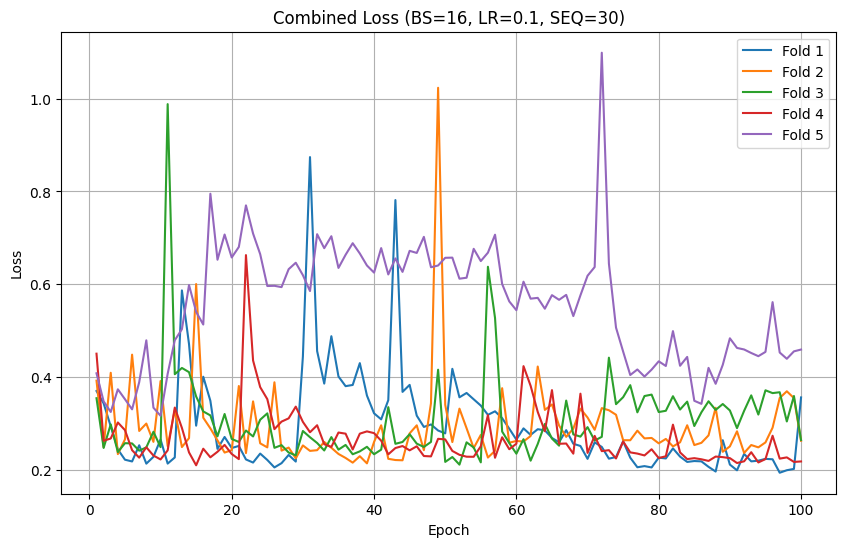 Combined Loss (BS=16, LR=0.1, SEQ=30)
Fold 1
Fold 2
Fold 3
Fold 4
Fold 5
1.0
0.8
0.6
0.4
0.2
Loss
0
20
40
60
80
100
Epoch